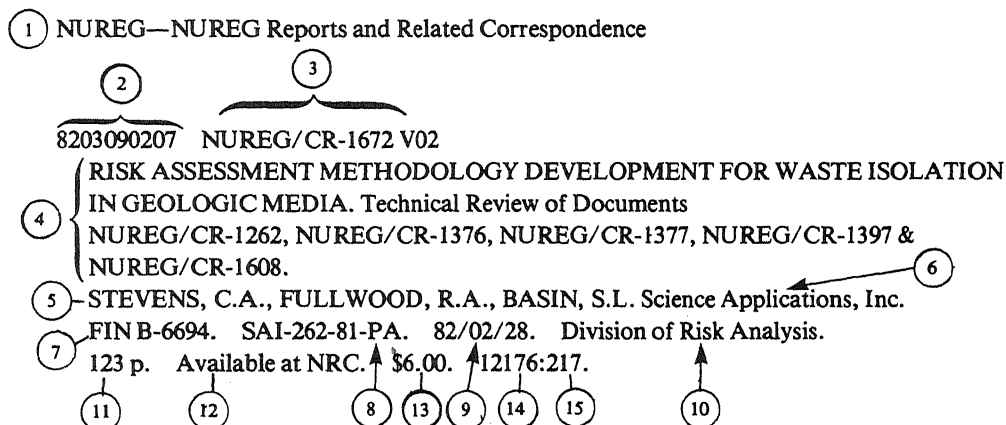 1 NUREG—NUREG Reports and Related Correspondence
2 3
8203090207 NUREG/CR-1672 V02
RISK ASSESSMENT METHODOLOGY DEVELOPMENT FOR WASTE ISOLATION
4 IN GEOLOGIC MEDIA. Technical Review of Documents
NUREG/CR-1262, NUREG/CR-1376, NUREG/CR-1377, NUREG/CR-1397 &
NUREG/CR-1608.
6
5 STEVENS, C.A., FULLWOOD, R.A., BASIN, S.L. Science Applications, Inc.
7 FIN B-6694. SAI-262-81-PA. 82/02/28. Division of Risk Analysis.
123 p. Available at NRC. $6.00. 12176:217.
11 12 8 13 9 14 15 10